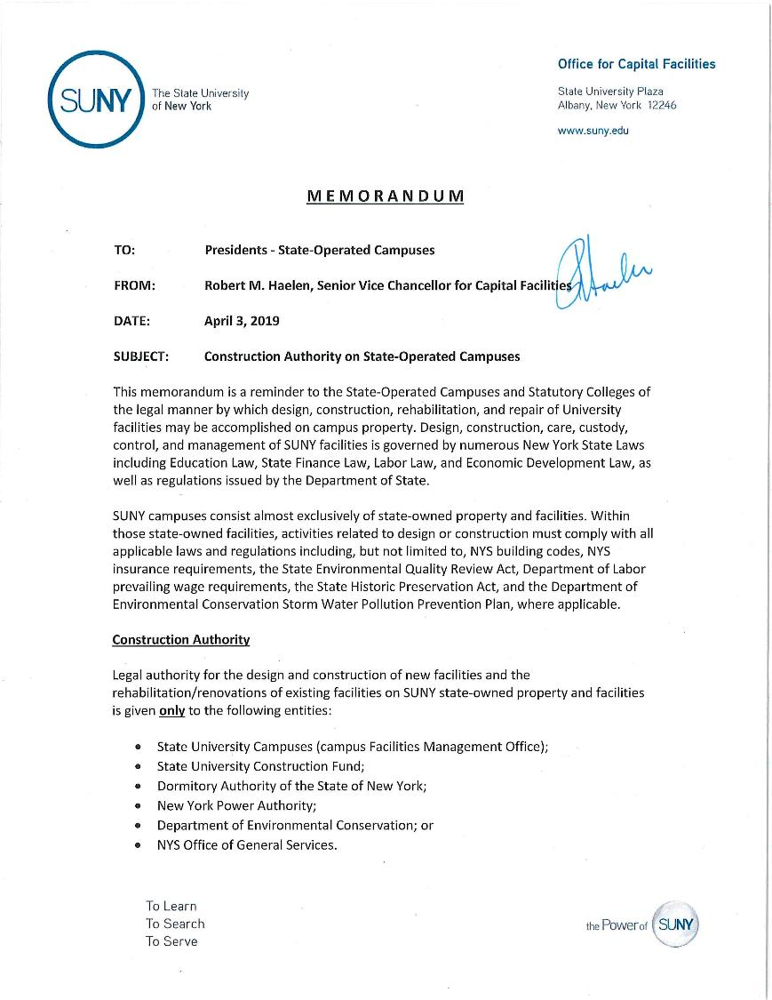 SUNY
The State University
of New York
Office for Capital Facilities
State University Plaza
Albany, New York 12246
www.suny.edu
MEMORANDUM
TO: Presidents - State-Operated Campuses
FROM: Robert M. Haelen, Senior Vice Chancellor for Capital Facilities
DATE: April 3, 2019
SUBJECT: Construction Authority on State-Operated Campuses
This memorandum is a reminder to the State-Operated Campuses and Statutory Colleges of
the legal manner by which design, construction, rehabilitation, and repair of University
facilities may be accomplished on campus property. Design, construction, care, custody,
control, and management of SUNY facilities is governed by numerous New York State Laws
including Education Law, State Finance Law, Labor Law, and Economic Development Law, as
well as regulations issued by the Department of State.
SUNY campuses consist almost exclusively of state-owned property and facilities. Within
those state-owned facilities, activities related to design or construction must comply with all
applicable laws and regulations including, but not limited to, NYS building codes, NYS
insurance requirements, the State Environmental Quality Review Act, Department of Labor
prevailing wage requirements, the State Historic Preservation Act, and the Department of
Environmental Conservation Storm Water Pollution Prevention Plan, where applicable.
Construction Authority
Legal authority for the design and construction of new facilities and the
rehabilitation/renovations of existing facilities on SUNY state-owned property and facilities
is given only to the following entities:
• State University Campuses (campus Facilities Management Office);
• State University Construction Fund;
• Dormitory Authority of the State of New York;
• New York Power Authority;
• Department of Environmental Conservation; or
• NYS Office of General Services.
To Learn
To Search
To Serve
the Power of SUNY